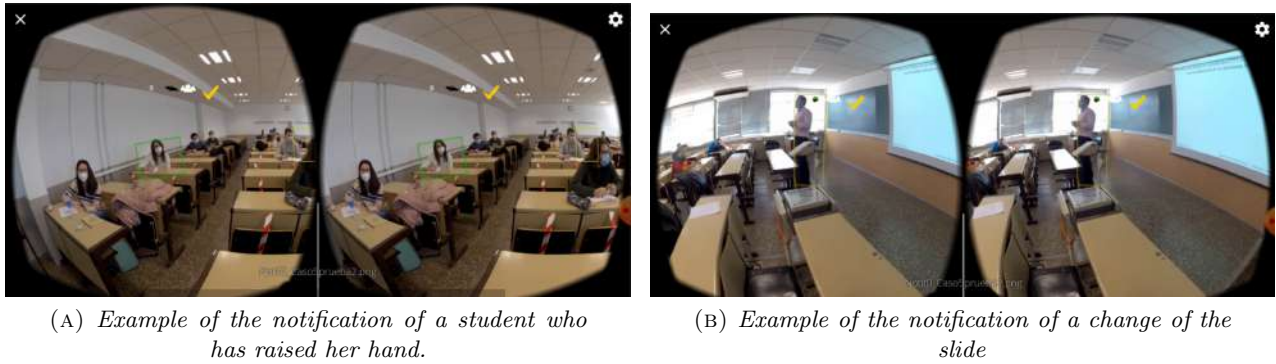 (A) Example of the notification of a student who
has raised her hand.
(B) Example of the notification of a change of the
slide